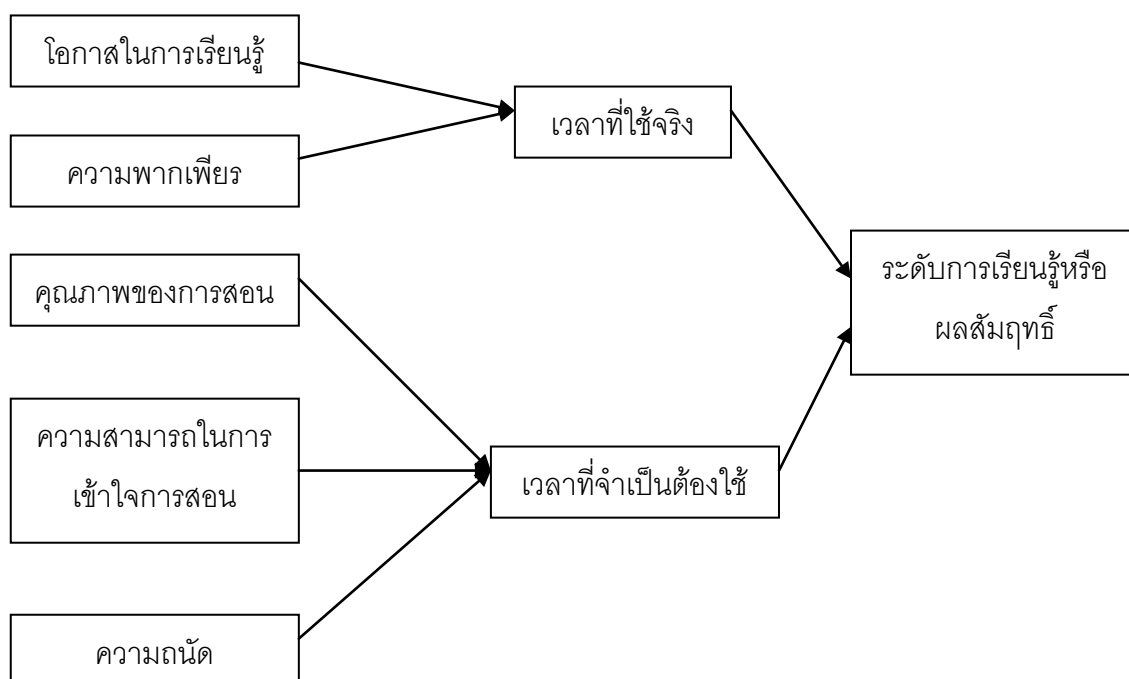 โอกาสในการเรียนรู้
ความพากเพียร
คุณภาพของการสอน
ความสามารถในการ
เข้าใจการสอน
ความถนัด
เวลาที่ใช้จริง
เวลาที่จำเป็นต้องใช้
ระดับการเรียนรู้หรือ
ผลสัมฤทธิ์